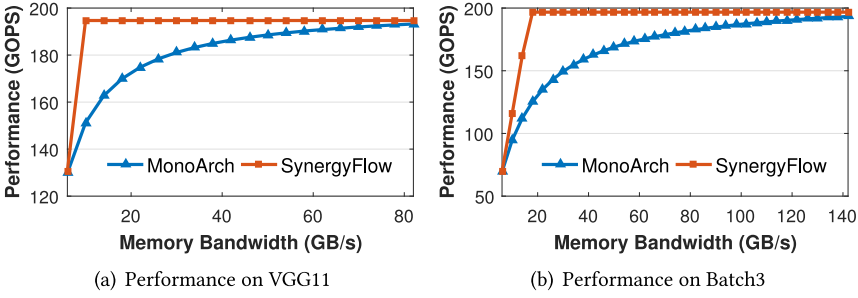 200
180
160
140
120
Performance (GOPS)
MonoArch SynergyFlow
20 40 60 80
Memory Bandwidth (GB/s)
(a) Performance on VGG11
200
150
100
50
Performance (GOPS)
MonoArch SynergyFlow
20 40 60 80 100 120 140
Memory Bandwidth (GB/s)
(b) Performance on Batch3